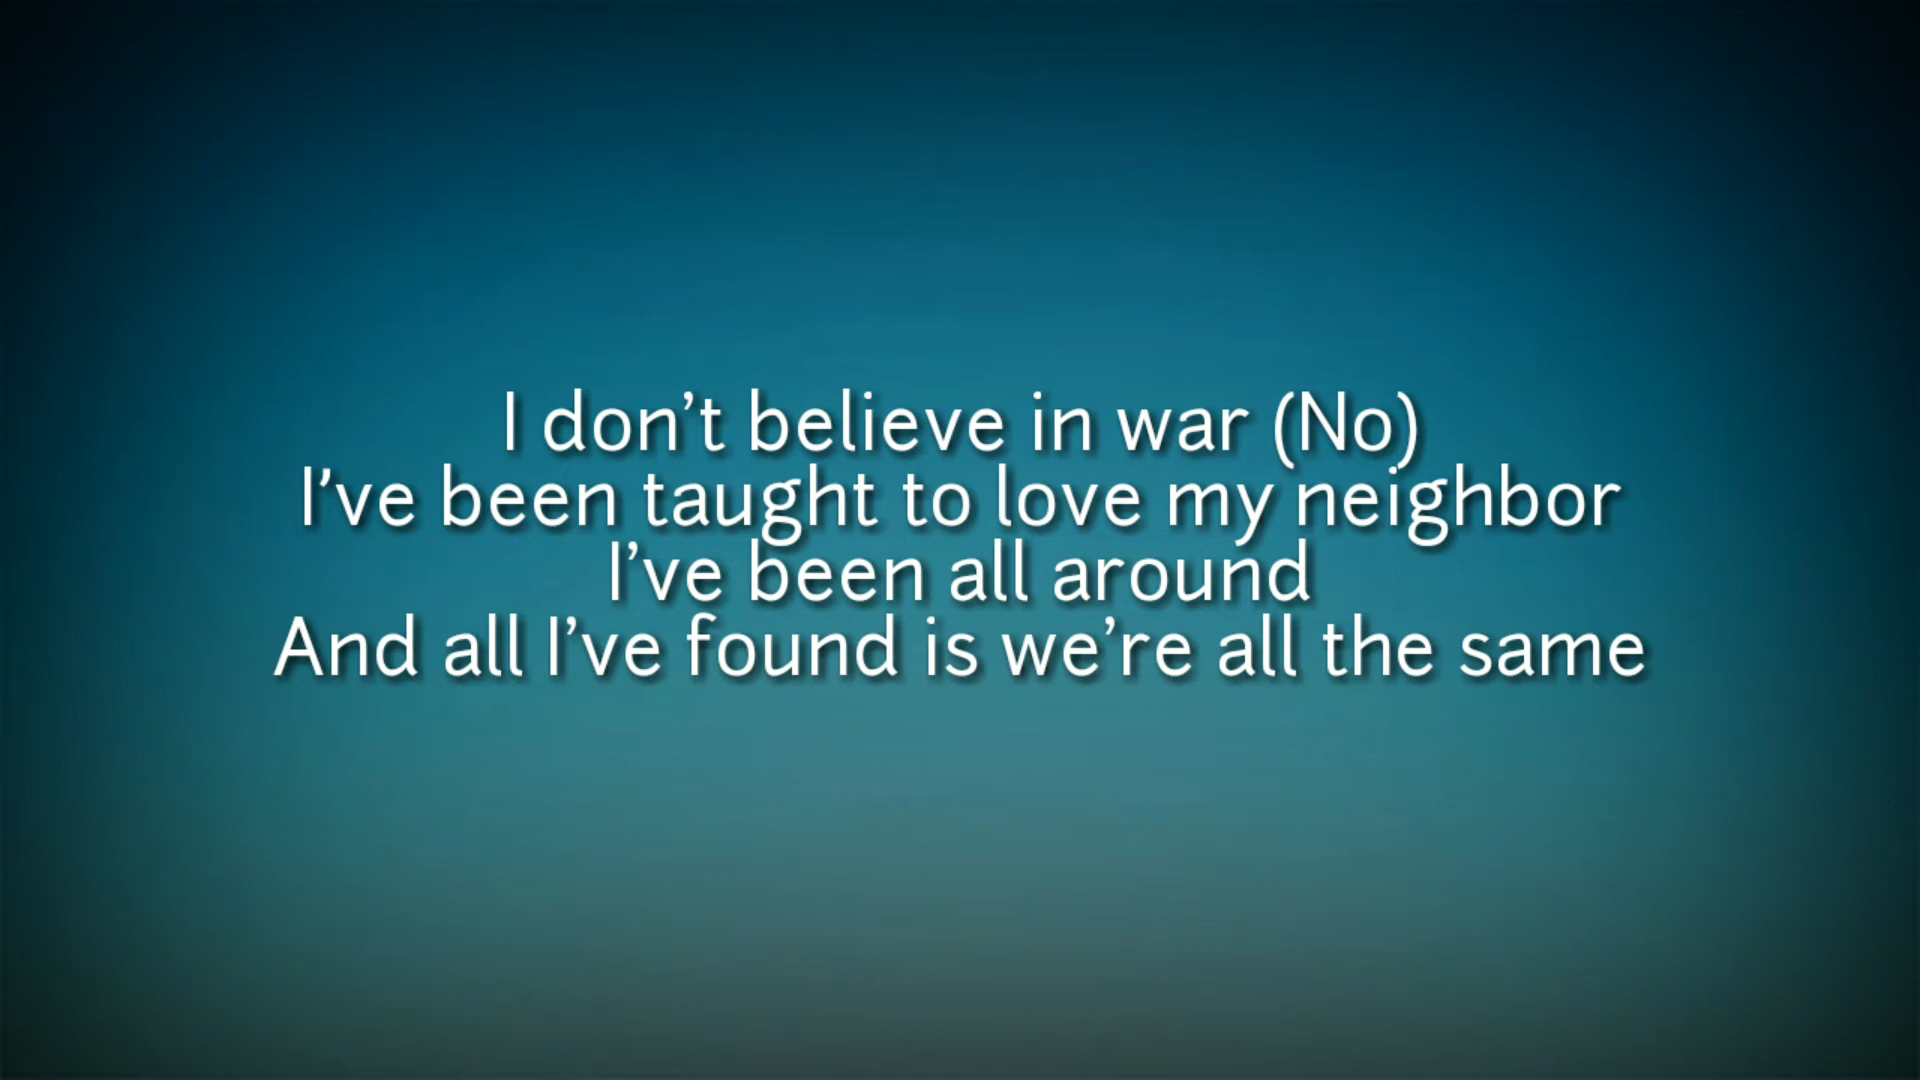 I don’t believe in war (No)
I’ve been taught to love my neighbor
I’ve been all around
And all I’ve found is we’re all the same